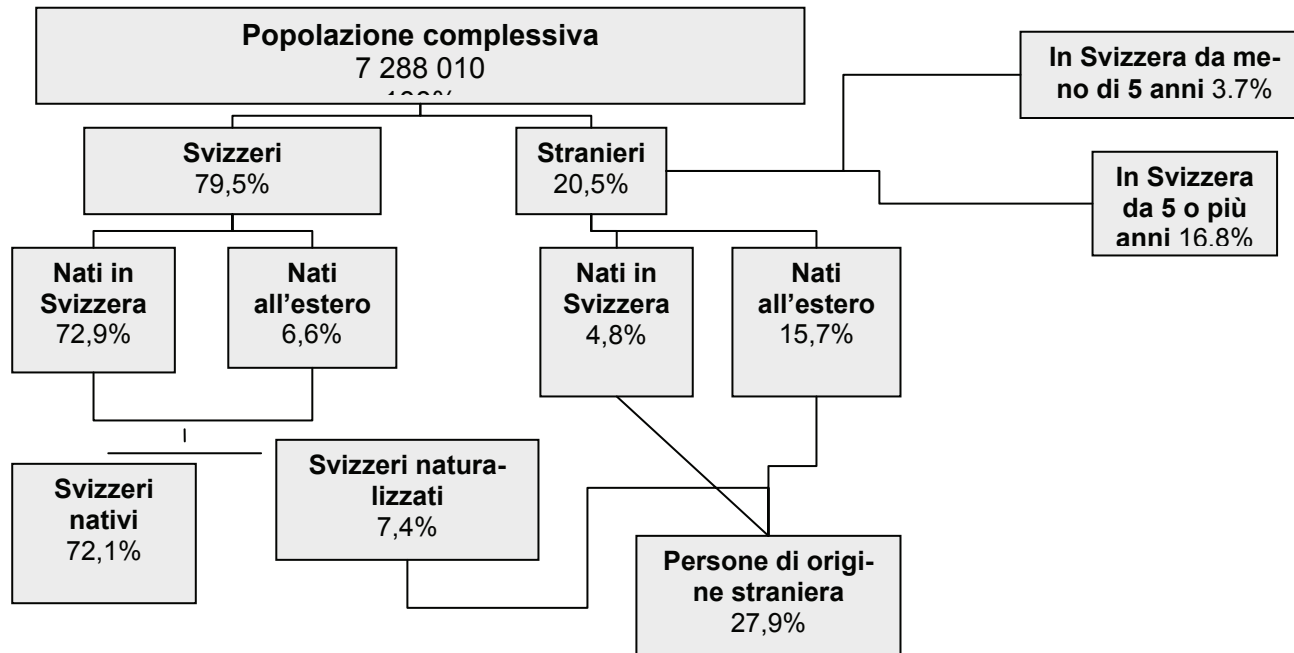 Popolazione complessiva
7 288 010
100%
In Svizzera da me-
no di 5 anni 3.7%
Svizzeri
79,5%
Stranieri
20,5%
In Svizzera
da 5 o più
anni 16.8%
Nati in
Svizzera
72,9%
Nati
all’estero
6,6%
Nati in
Svizzera
4,8%
Nati
all’estero
15,7%
Svizzeri
nativi
72,1%
Svizzeri natura-
lizzati
7,4%
Persone di origi-
ne straniera
27,9%